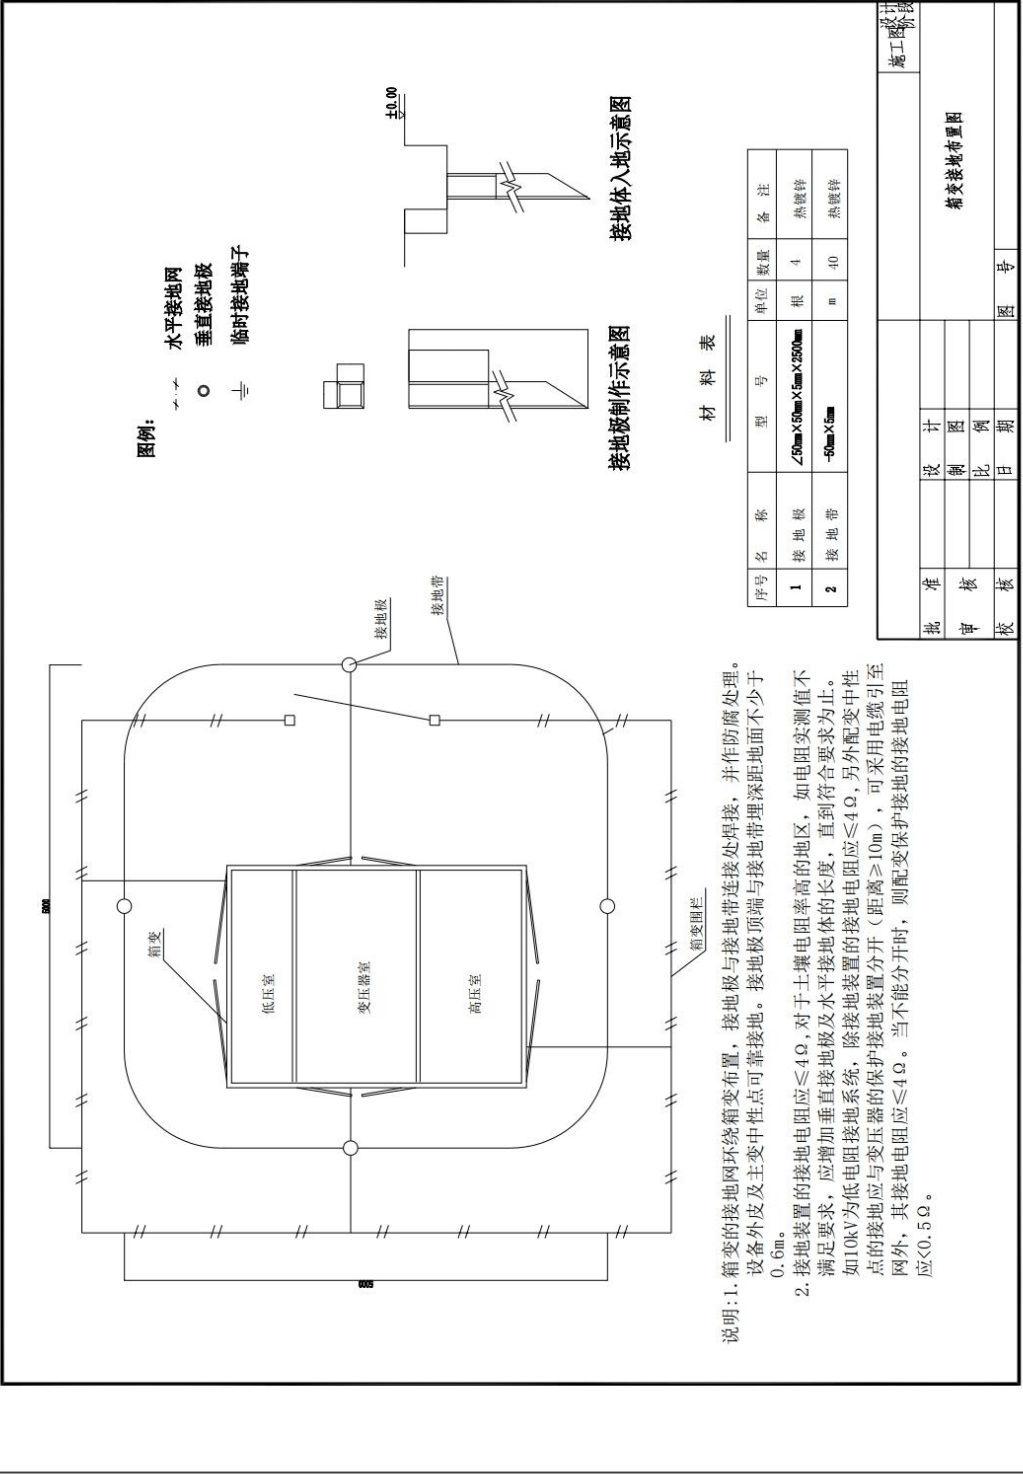 图例：
水平接地网
垂直接地极
临时接地端子
±0.00
接地极制作示意图
接地体入地示意图
箱变
低压室
变压器室
高压室
接地极
接地带
箱变围栏
材料表
序号 名称 型号 单位 数量 备注
1 接地极 ∠50mm×50mm×5mm×2500mm 根 4 热镀锌
2 接地带 -50mm×5mm m 40 热镀锌
说明:1.箱变的接地网环绕箱变布置，接地极与接地带连接处焊接，并作防腐处理。
设备外皮及主变中性点可靠接地。接地极顶端与接地带埋深距地面不少于
0.6m。
2.接地装置的接地电阻应≤4Ω,对于土壤电阻率高的地区，如电阻实测值不
满足要求，应增加垂直接地极及水平接地体的长度，直到符合要求为止。
如10kV为低电阻接地系统，除接地装置的接地电阻应≤4Ω,另外配变中性
点的接地应与变压器的保护接地装置分开（距离≥10m），可采用电缆引至
网外，其接地电阻应≤4Ω。当不能分开时，则配变保护接地的接地电阻
应<0.5Ω。
施工图
设计
阶段
箱变接地布置图
批准
设计
审核
制图
比例
校核
日期
图号